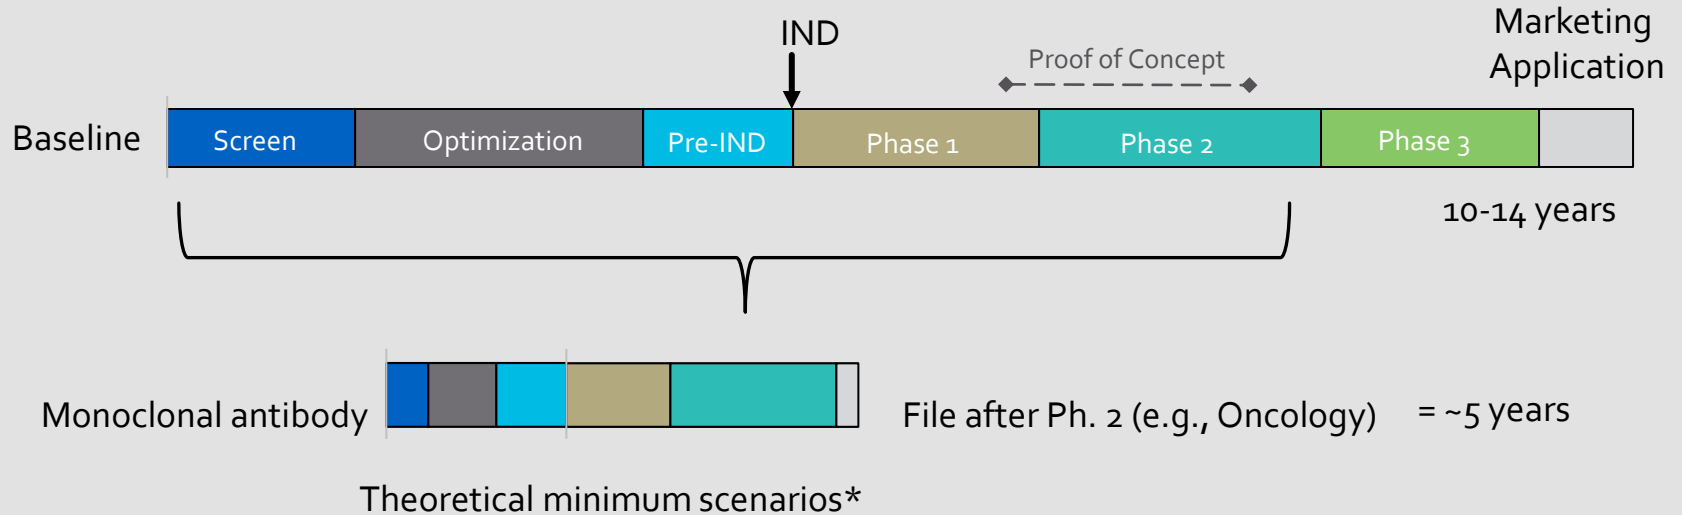 IND
Marketing
Application
Proof of Concept
Baseline
Screen
Optimization
Pre-IND
Phase 1
Phase 2
Phase 3
10-14 years
Monoclonal antibody
File after Ph. 2 (e.g., Oncology)
= ~5 years
Theoretical minimum scenarios*